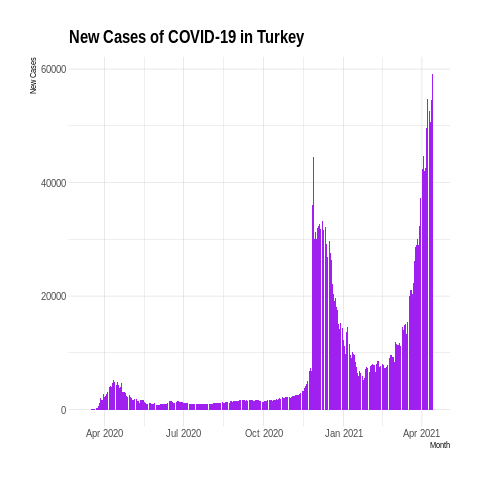 New Cases of COVID-19 in Turkey
New Cases
60000
40000
20000
0
Apr 2020
Jul 2020
Oct 2020
Jan 2021
Apr 2021
Month